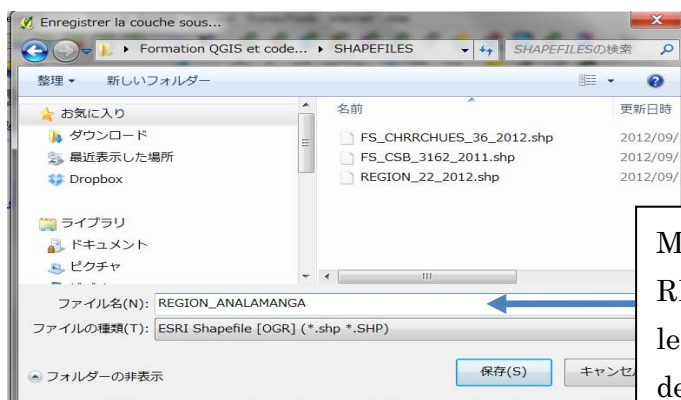 Enregistrer la couche sous...
Formation QGIS et code... SHAPEFILES SHAPEFILESの検索
整理 新しいフォルダー
お気に入り
ダウンロード
最近表示した場所
Dropbox
ライブラリ
ドキュメント
ピクチャ
名前 更新日時
FS_CHRRCHUES_36_2012.shp 2012/09/
FS_CSB_3162_2011.shp 2012/09/
REGION_22_2012.shp 2012/09/
ファイル名(N): REGION_ANALAMANGA
ファイルの種類(T): ESRI Shapefile [OGR] (*.shp *.SHP)
フォルダーの非表示 保存(S) キャンセ
M
le
de